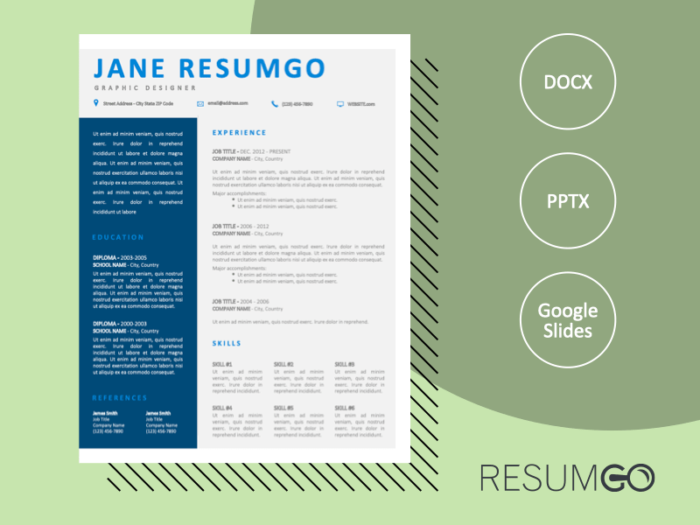 JANE RESUMGO
GRAPHIC DESIGNER
Street Address - City State ZIP Code
email@address.com
(123) 456-7890
WEBSITE.com
Ut enim ad minim veniam, quis nostrud
exerc. Irure dolor in reprehend
incididunt ut labore et dolore magna
aliqua. Ut enim ad minim veniam, quis
nostrud exercitation ullamco laboris nisi
ut aliquip ex ea commodo consequat. Ut
enim ad minim veniam, quis nostrud
exerc. Irure dolor in reprehend
incididunt ut labore
EDUCATION
DIPLOMA • 2003-2005
SCHOOL NAME - City, Country
Ut enim ad minim veniam, quis nostrud
exerc. Irure dolor in reprehend
incididunt ut labore et dolore magna
aliqua. Ut enim ad minim veniam, quis
nostrud exercitation ullamco laboris nisi
ut aliquip ex ea commodo consequat.
DIPLOMA • 2000-2003
SCHOOL NAME - City, Country
Ut enim ad minim veniam, quis nostrud
exerc. Irure dolor in reprehend
incididunt ut labore et dolore magna
aliqua. Ut enim ad minim veniam, quis
nostrud exercitation ullamco laboris nisi
ut aliquip ex ea commodo consequat.
REFERENCES
James Smith
Job Title
Company Name
(123) 456-7890
James Smith
Job Title
Company Name
(123) 456-7890
EXPERIENCE
JOB TITLE • DEC. 2012 - PRESENT
COMPANY NAME - City, Country
Ut enim ad minim veniam, quis nostrud exerc. Irure dolor in reprehend
incididunt ut labore et dolore magna aliqua. Ut enim ad minim veniam, quis
nostrud exercitation ullamco laboris nisi ut aliquip ex ea commodo consequat.
Major accomplishments:
• Ut enim ad minim veniam, quis nostrud exerc.
• Ut enim ad minim veniam, quis nostrud exerc.
JOB TITLE • 2006 - 2012
COMPANY NAME - City, Country
Ut enim ad minim veniam, quis nostrud exerc. Irure dolor in reprehend
incididunt ut labore et dolore magna aliqua. Ut enim ad minim veniam, quis
nostrud exercitation ullamco laboris nisi ut aliquip ex ea commodo consequat.
Major accomplishments:
• Ut enim ad minim veniam, quis nostrud exerc.
• Ut enim ad minim veniam, quis nostrud exerc.
JOB TITLE • 2004 - 2006
COMPANY NAME - City, Country
Ut enim ad minim veniam, quis nostrud exerc. Irure dolor in reprehend
SKILLS
SKILL #1
Ut enim ad minim
veniam, quis nostrud
exerc. Irure dolor in
reprehend incididunt.
SKILL #2
Ut enim ad minim
veniam, quis nostrud
exerc. Irure dolor in
reprehend incididunt.
SKILL #3
Ut enim ad minim
veniam, quis nostrud
exerc. Irure dolor in
reprehend incididunt.
SKILL #4
Ut enim ad minim
veniam, quis nostrud
exerc. Irure dolor in
reprehend incididunt.
SKILL #5
Ut enim ad minim
veniam, quis nostrud
exerc. Irure dolor in
reprehend incididunt.
SKILL #6
Ut enim ad minim
veniam, quis nostrud
exerc. Irure dolor in
reprehend incididunt.
DOCX
PPTX
Google
Slides
RESUMGO